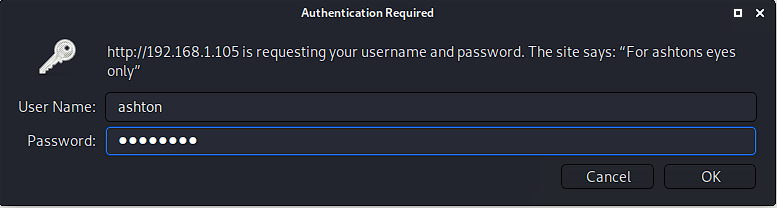 Authentication Required
http://192.168.1.105 is requesting your username and password. The site says: “For ashtons eyes
only”
User Name: ashton
Password: ●●●●●●●●
Cancel OK